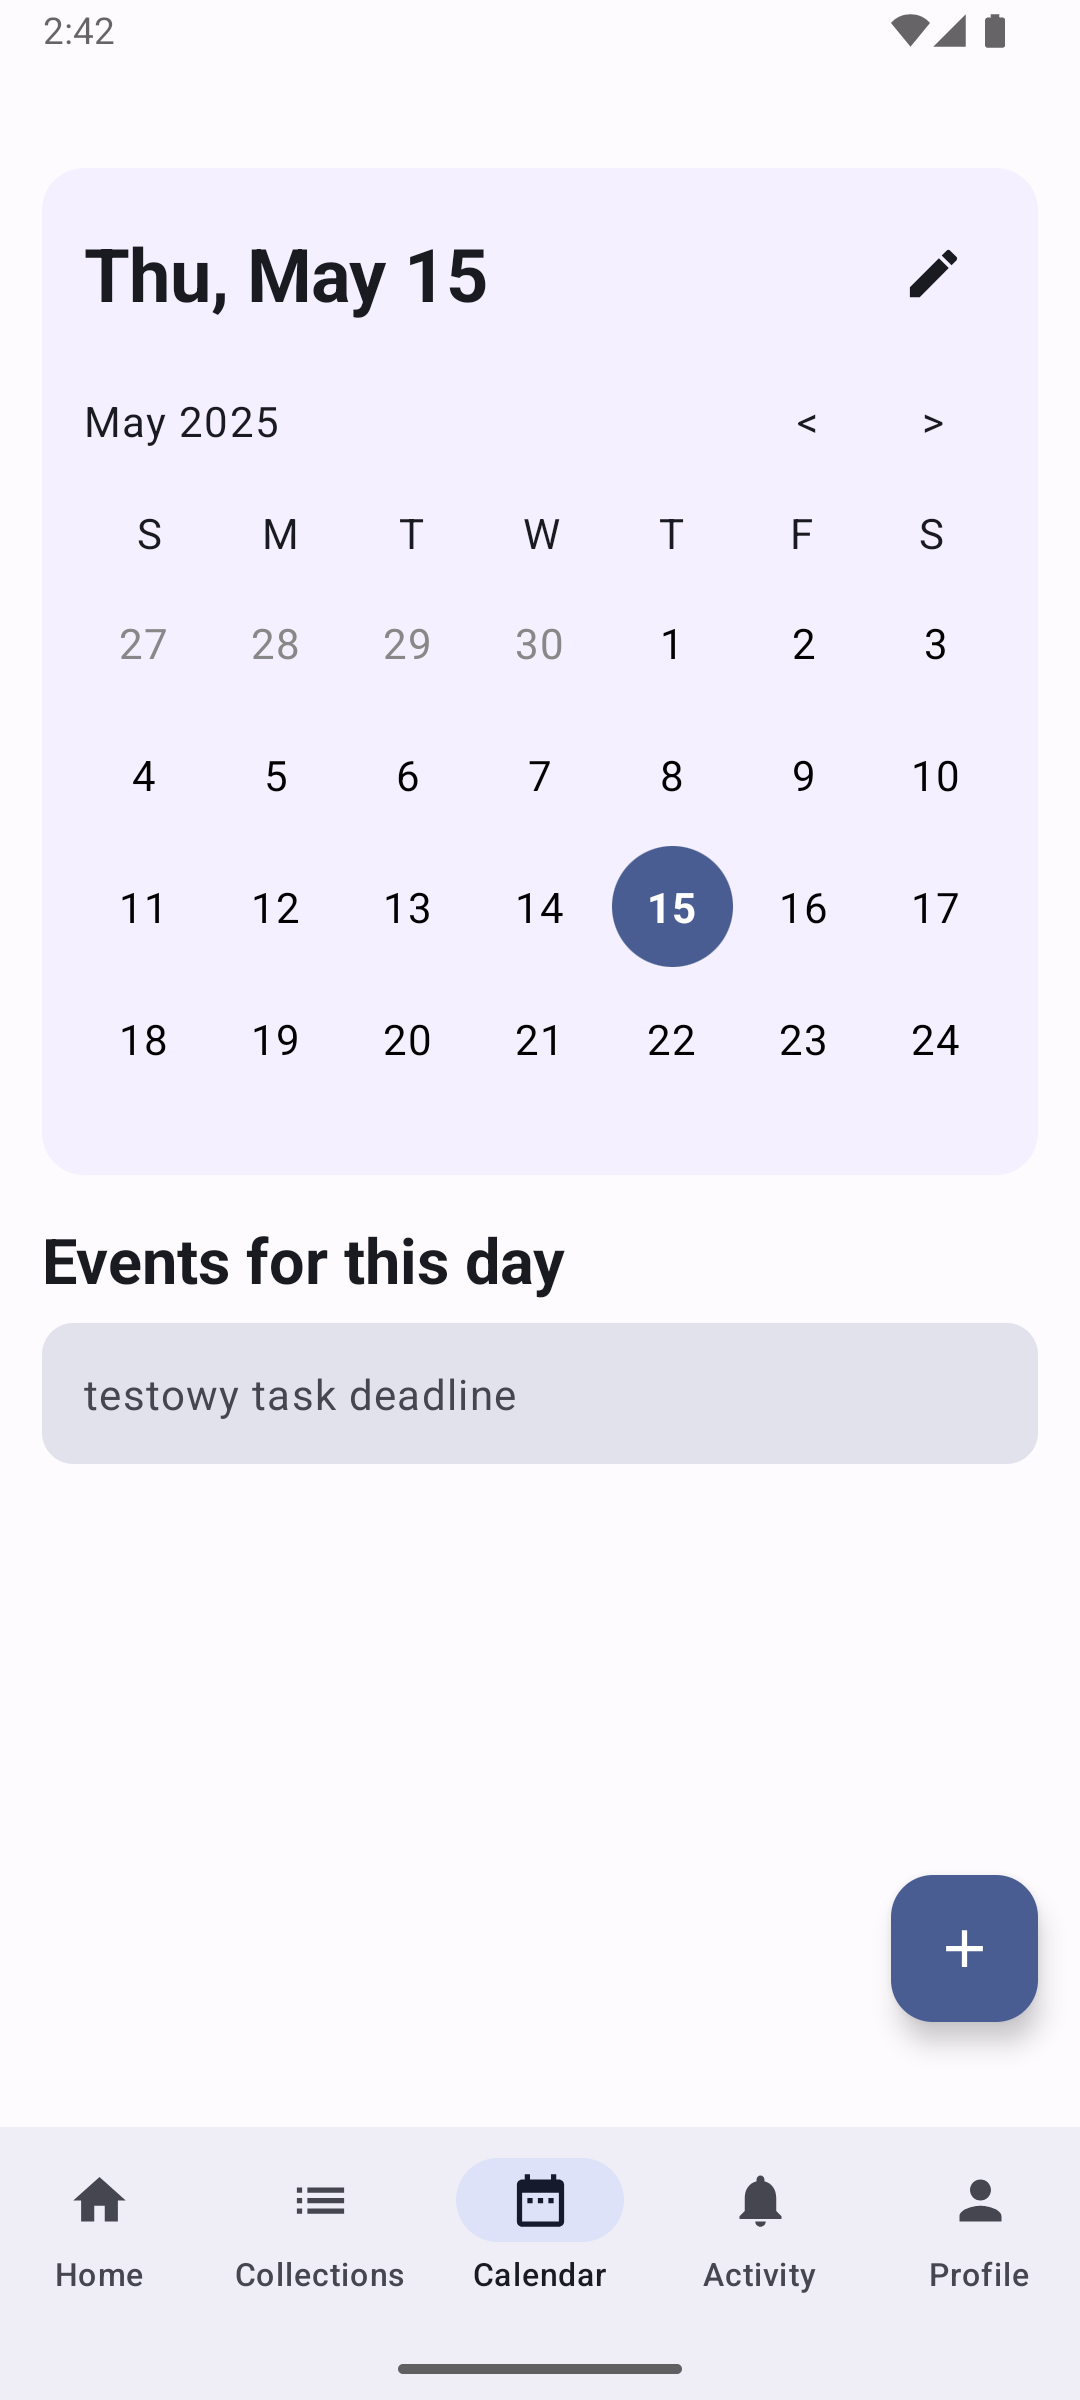 2:42
Thu, May 15
May 2025 < >
S M T W T F S
27 28 29 30 1 2 3
4 5 6 7 8 9 10
11 12 13 14 15 16 17
18 19 20 21 22 23 24
Events for this day
testowy task deadline
+
Home Collections Calendar Activity Profile